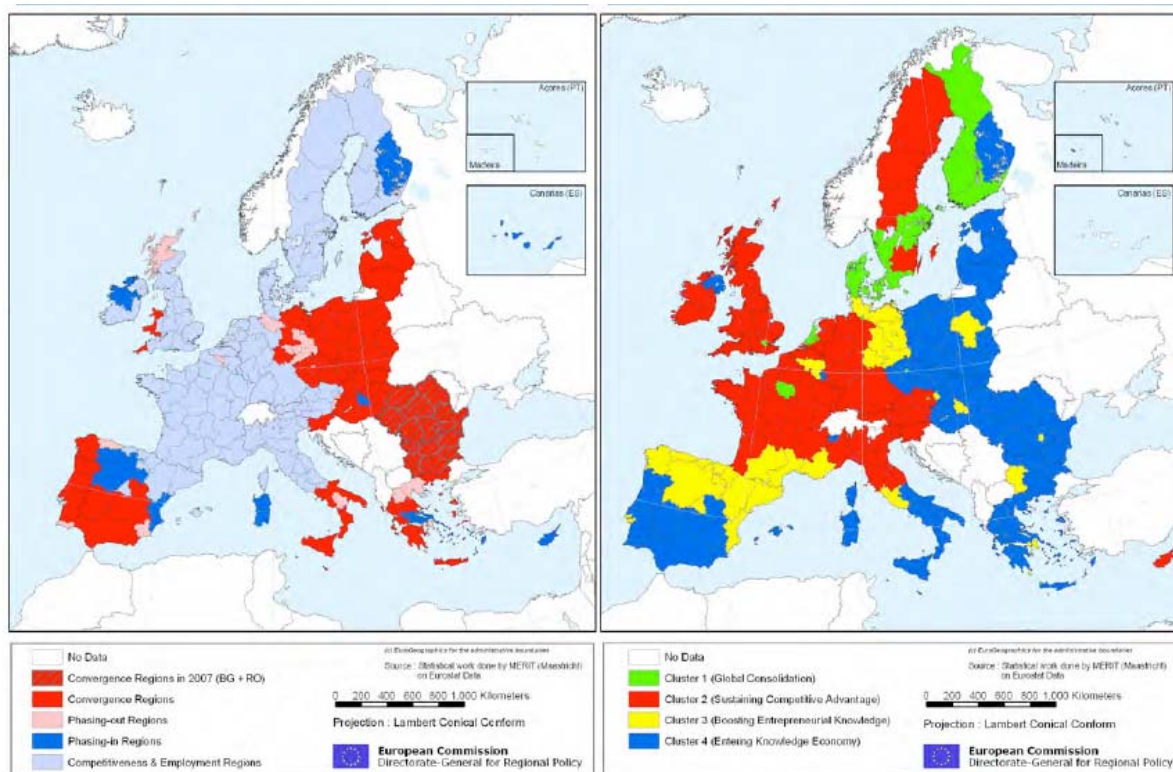 Açores (PT)
Madeira
Canarias (ES)
No Data
Convergence Regions in 2007 (BG + RO)
Convergence Regions
Phasing-out Regions
Phasing-in Regions
Competitiveness & Employment Regions
(c) EuroGeographics for the administrative boundaries
Source : Statistical work done by MERIT (Maastricht)
on Eurostat Data
0 200 400 600 800 1.000 Kilometers
Projection : Lambert Conical Conform
European Commission
Directorate-General for Regional Policy
Açores (PT)
Madeira
Canarias (ES)
No Data
Cluster 1 (Global Consolidation)
Cluster 2 (Sustaining Competitive Advantage)
Cluster 3 (Boosting Entrepreneurial Knowledge)
Cluster 4 (Entering Knowledge Economy)
(c) EuroGeographics for the administrative boundaries
Source : Statistical work done by MERIT (Maastricht)
on Eurostat Data
0 200 400 600 800 1.000 Kilometers
Projection : Lambert Conical Conform
European Commission
Directorate-General for Regional Policy